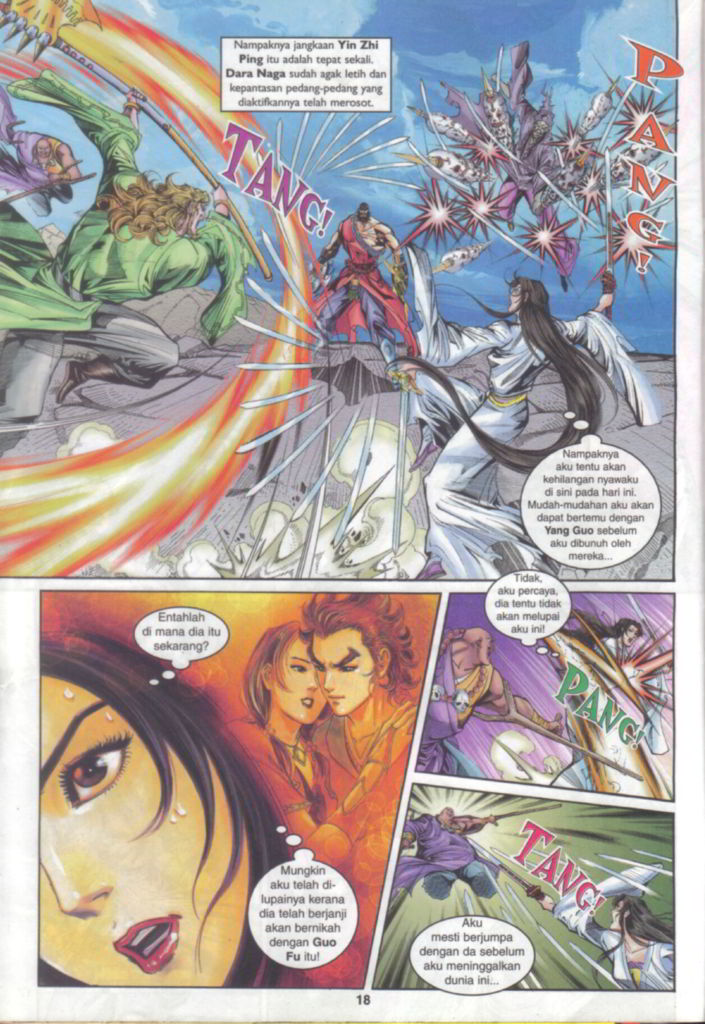 Nampaknya jangkaan Yin Zhi
Ping itu adalah tepat sekali.
Dara Naga sudah agak letih dan
kepantasan pedang-pedang yang
diaktifkannya telah merosot.
TANG!
PANG!
Nampaknya
aku tentu akan
kehilangan nyawaku
di sini pada hari ini.
Mudah-mudahan aku akan
dapat bertemu dengan
Yang Guo sebelum
aku dibunuh oleh
mereka...
Entahlah
di mana dia itu
sekarang?
Mungkin
aku telah di-
lupainya kerana
dia telah berjanji
akan bernikah
dengan Guo
Fu itu!
Tidak,
aku percaya,
dia tentu tidak
akan melupai
aku ini!
PANG!
TANG!
Aku
mesti berjumpa
dengan da sebelum
aku meninggalkan
dunia ini...
18